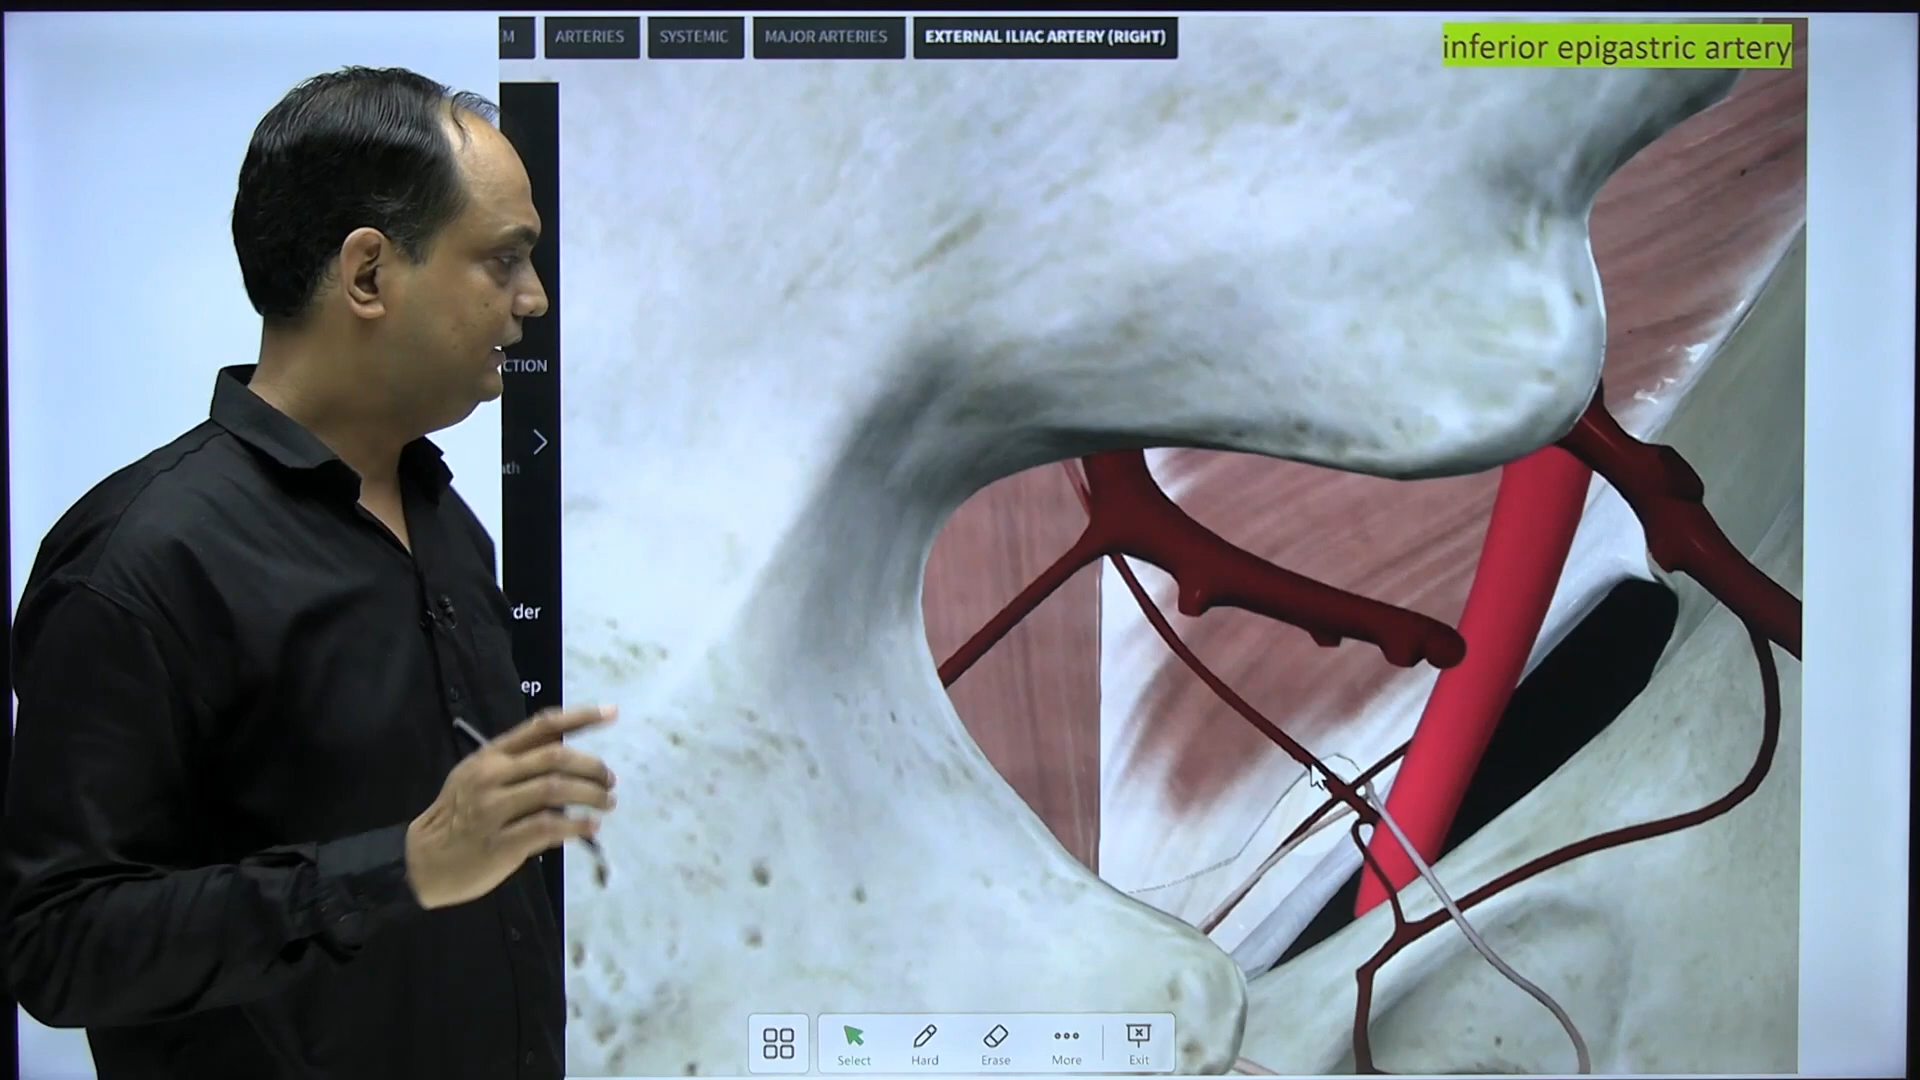 M
ARTERIES
SYSTEMIC
MAJOR ARTERIES
EXTERNAL ILIAC ARTERY (RIGHT)
inferior epigastric artery
CTION
ath
rder
ep
Select
Hard
Erase
More
Exit